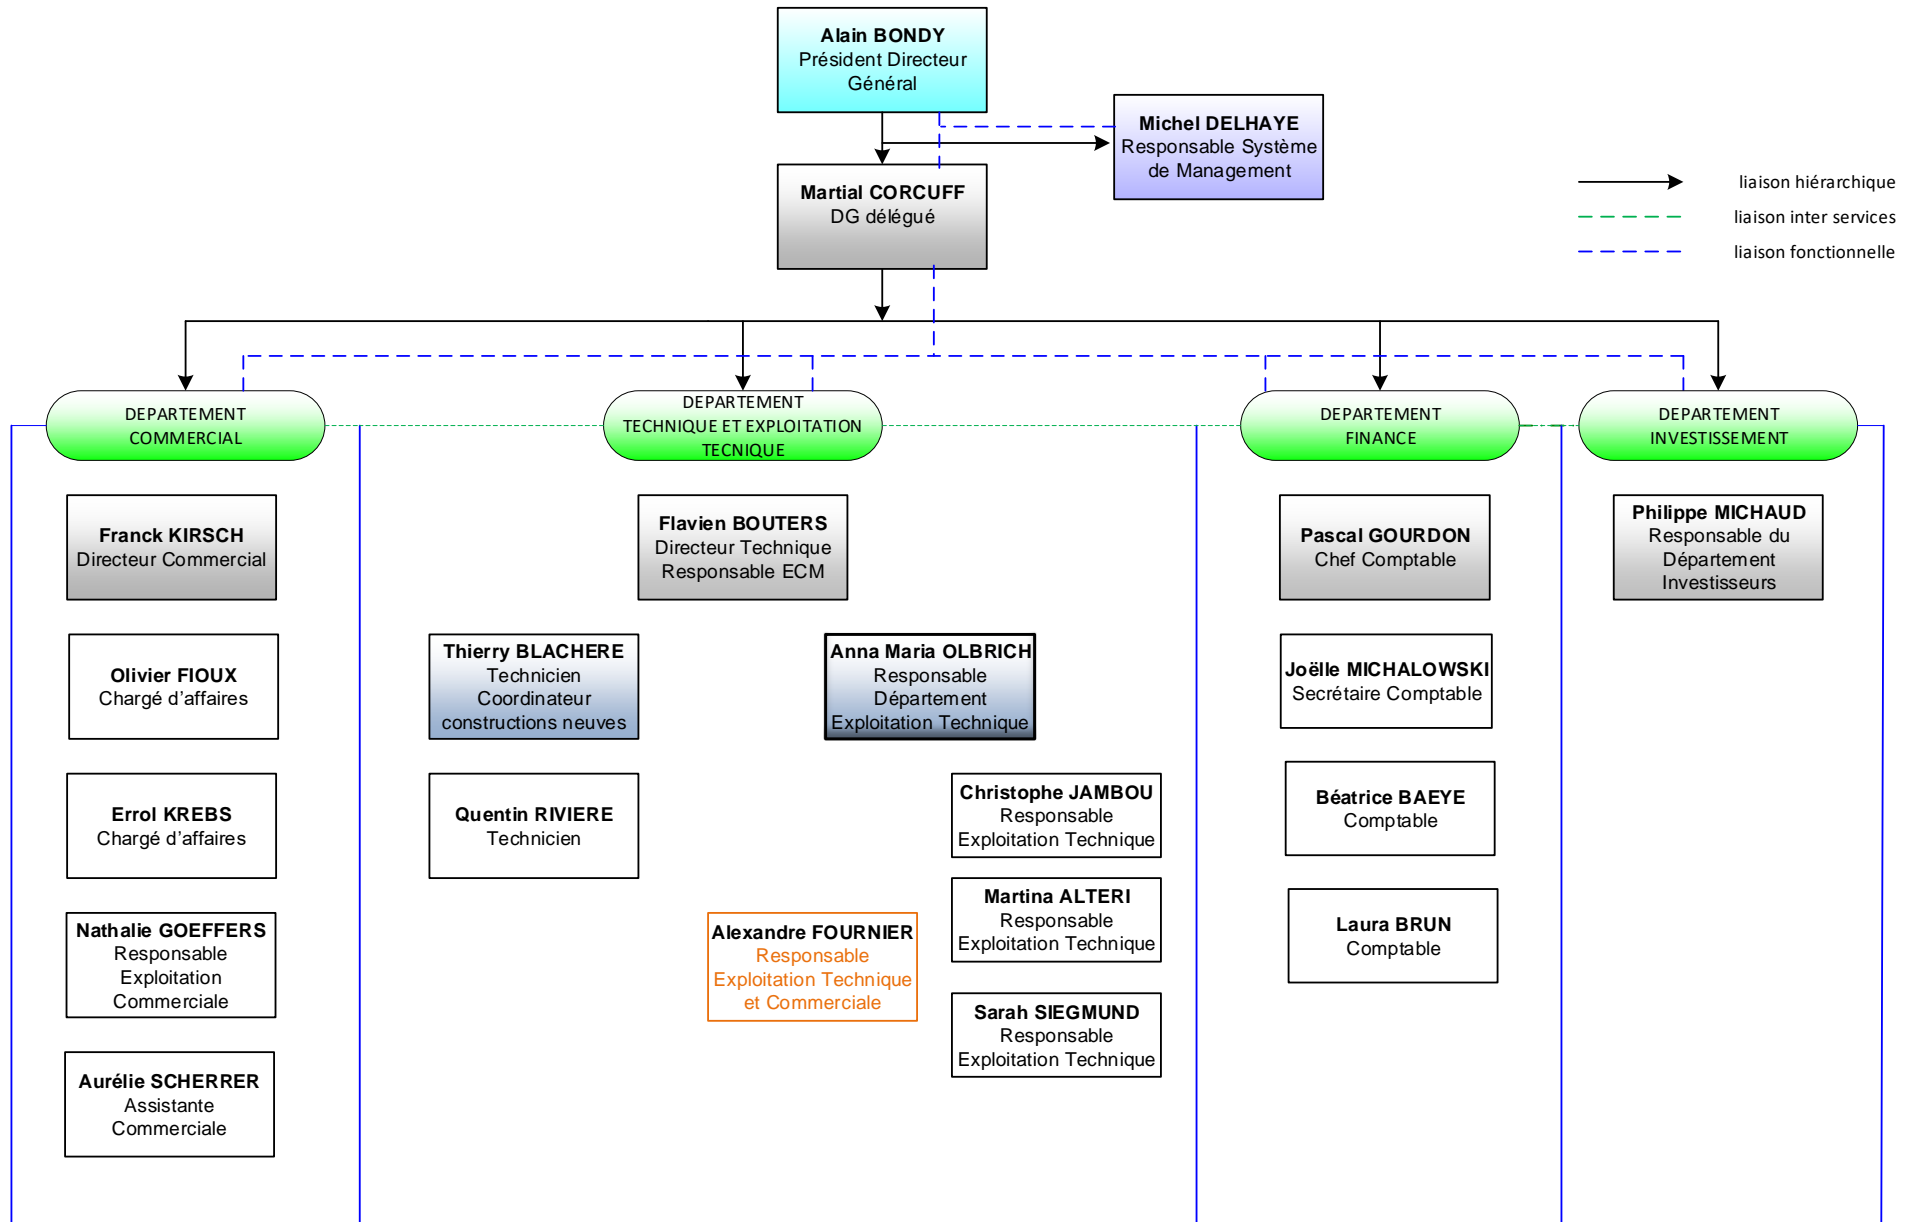 Alain BONDY
Président Directeur
Général
Michel DELHAYE
Responsable Système
de Management
Martial CORCUFF
DG délégué
liaison hiérarchique
liaison inter services
liaison fonctionnelle
DEPARTEMENT
COMMERCIAL
DEPARTEMENT
TECHNIQUE ET EXPLOITATION
TECNIQUE
DEPARTEMENT
FINANCE
DEPARTEMENT
INVESTISSEMENT
Franck KIRSCH
Directeur Commercial
Olivier FIOUX
Chargé d'affaires
Errol KREBS
Chargé d'affaires
Nathalie GOEFFERS
Responsable
Exploitation
Commerciale
Aurélie SCHERRER
Assistante
Commerciale
Flavien BOUTERS
Directeur Technique
Responsable ECM
Thierry BLACHERE
Technicien
Coordinateur
constructions neuves
Quentin RIVIERE
Technicien
Anna Maria OLBRICH
Responsable
Département
Exploitation Technique
Christophe JAMBOU
Responsable
Exploitation Technique
Martina ALTERI
Responsable
Exploitation Technique
Alexandre FOURNIER
Responsable
Exploitation Technique
et Commerciale
Sarah SIEGMUND
Responsable
Exploitation Technique
Pascal GOURDON
Chef Comptable
Joëlle MICHALOWSKI
Secrétaire Comptable
Béatrice BAEYE
Comptable
Laura BRUN
Comptable
Philippe MICHAUD
Responsable du
Département
Investisseurs